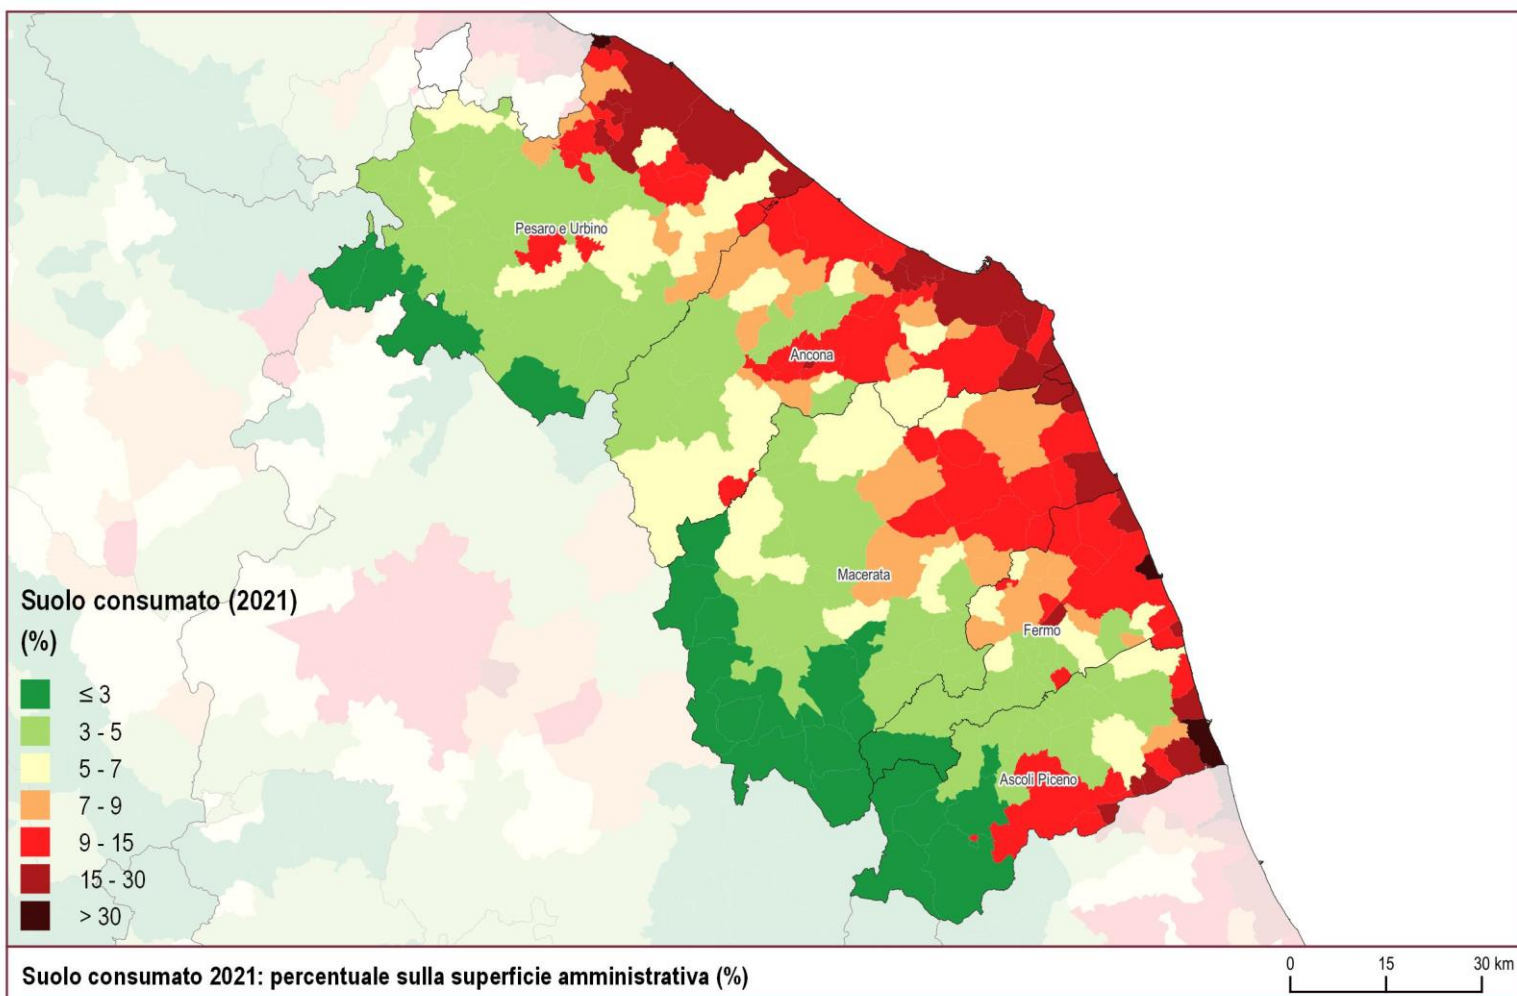 Pesaro e Urbino
Ancona
Macerata
Fermo
Ascoli Piceno
Suolo consumato (2021)
(%)
≤ 3
3 - 5
5 - 7
7 - 9
9 - 15
15 - 30
> 30
Suolo consumato 2021: percentuale sulla superficie amministrativa (%)
0 15 30 km